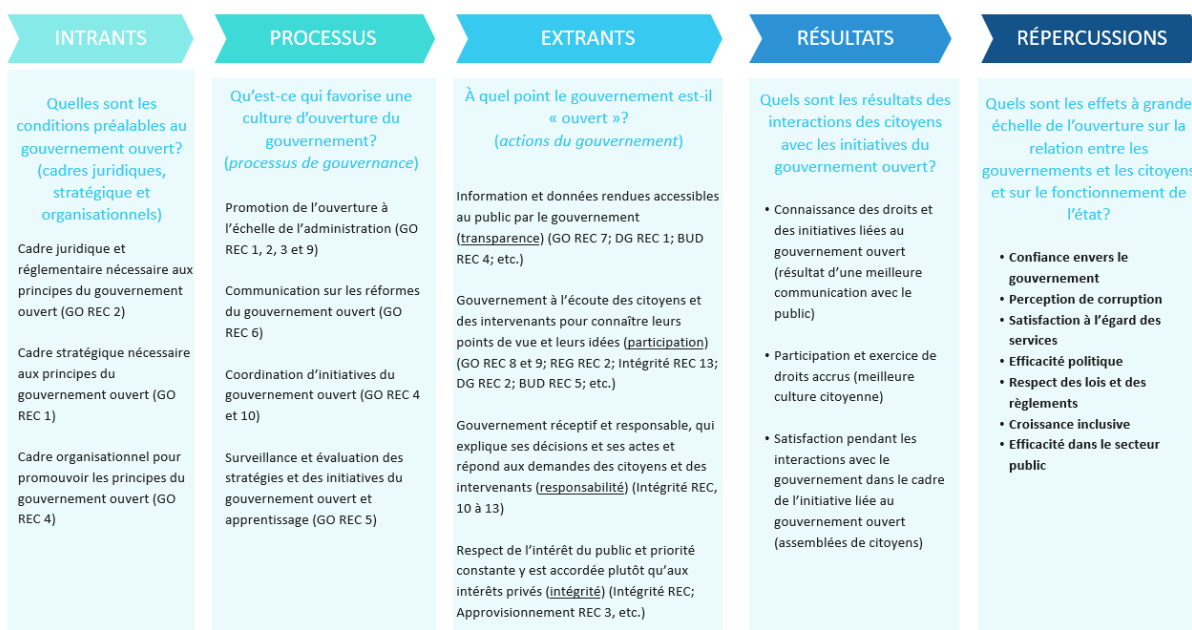 INTRANTS
Quelles sont les
conditions préalables au
gouvernement ouvert?
(cadres juridiques,
stratégique et
organisationnels)
Cadre juridique et
réglementaire nécessaire aux
principes du gouvernement
ouvert (GO REC 2)
Cadre stratégique nécessaire
aux principes du
gouvernement ouvert (GO
REC 1)
Cadre organisationnel pour
promouvoir les principes du
gouvernement ouvert (GO
REC 4)
PROCESSUS
Qu’est-ce qui favorise une
culture d’ouverture du
gouvernement?
(processus de gouvernance)
Promotion de l’ouverture à
l’échelle de l’administration (GO
REC 1, 2, 3 et 9)
Communication sur les réformes
du gouvernement ouvert (GO
REC 6)
Coordination d’initiatives du
gouvernement ouvert (GO REC 4
et 10)
Surveillance et évaluation des
stratégies et des initiatives du
gouvernement ouvert et
apprentissage (GO REC 5)
EXTRANTS
À quel point le gouvernement est-il
« ouvert »?
(actions du gouvernement)
Information et données rendues accessibles
au public par le gouvernement
(transparence) (GO REC 7; DG REC 1; BUD
REC 4; etc.)
Gouvernement à l’écoute des citoyens et
des intervenants pour connaître leurs
points de vue et leurs idées (participation)
(GO REC 8 et 9; REG REC 2; Intégrité REC 13;
DG REC 2; BUD REC 5; etc.)
Gouvernement réceptif et responsable, qui
explique ses décisions et ses actes et
répond aux demandes des citoyens et des
intervenants (responsabilité) (Intégrité REC,
10 à 13)
Respect de l’intérêt du public et priorité
constante y est accordée plutôt qu’aux
intérêts privés (intégrité) (Intégrité REC;
Approvisionnement REC 3, etc.)
RÉSULTATS
Quels sont les résultats des
interactions des citoyens
avec les initiatives du
gouvernement ouvert?
• Connaissance des droits et
des initiatives liées au
gouvernement ouvert
(résultat d’une meilleure
communication avec le
public)
• Participation et exercice de
droits accrus (meilleure
culture citoyenne)
• Satisfaction pendant les
interactions avec le
gouvernement dans le cadre
de l’initiative liée au
gouvernement ouvert
(assemblées de citoyens)
RÉPERCUSSIONS
Quels sont les effets à grande
échelle de l’ouverture sur la
relation entre les
gouvernements et les citoyens
et sur le fonctionnement de
l’état?
• Confiance envers le
gouvernement
• Perception de corruption
• Satisfaction à l’égard des
services
• Efficacité politique
• Respect des lois et des
règlements
• Croissance inclusive
• Efficacité dans le secteur
public